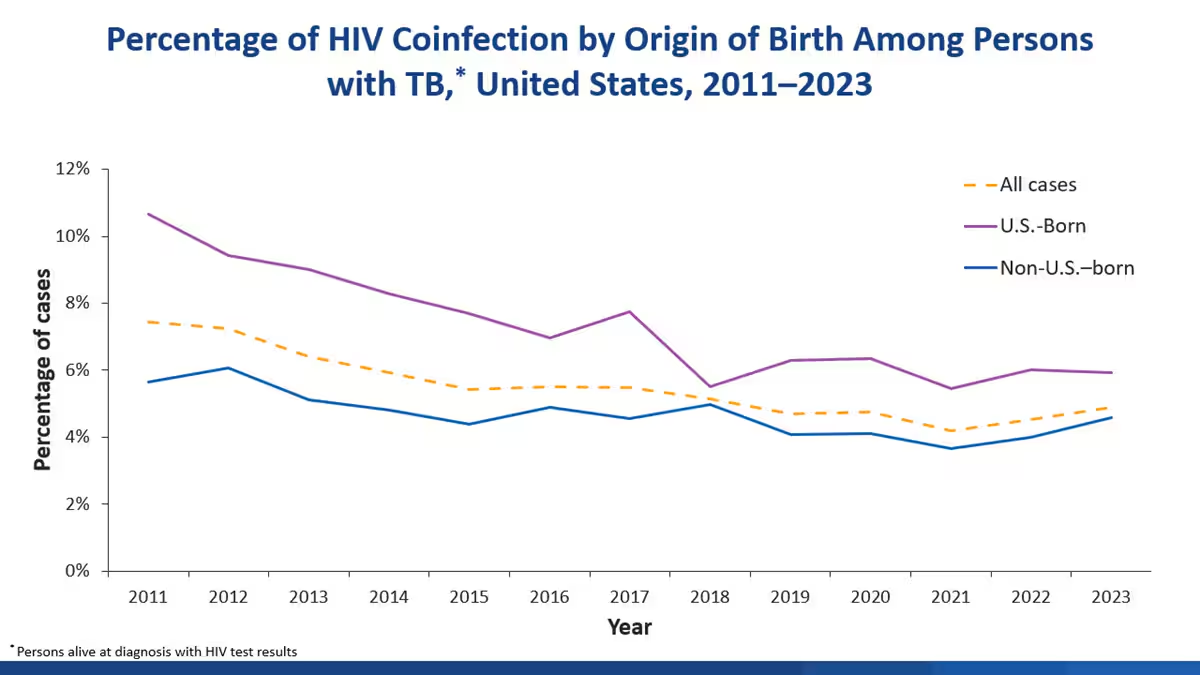 Percentage of HIV Coinfection by Origin of Birth Among Persons
with TB,* United States, 2011–2023
12%
10%
8%
6%
4%
2%
0%
Percentage of cases
All cases
U.S.-Born
Non-U.S.–born
2011 2012 2013 2014 2015 2016 2017 2018 2019 2020 2021 2022 2023
Year
*Persons alive at diagnosis with HIV test results